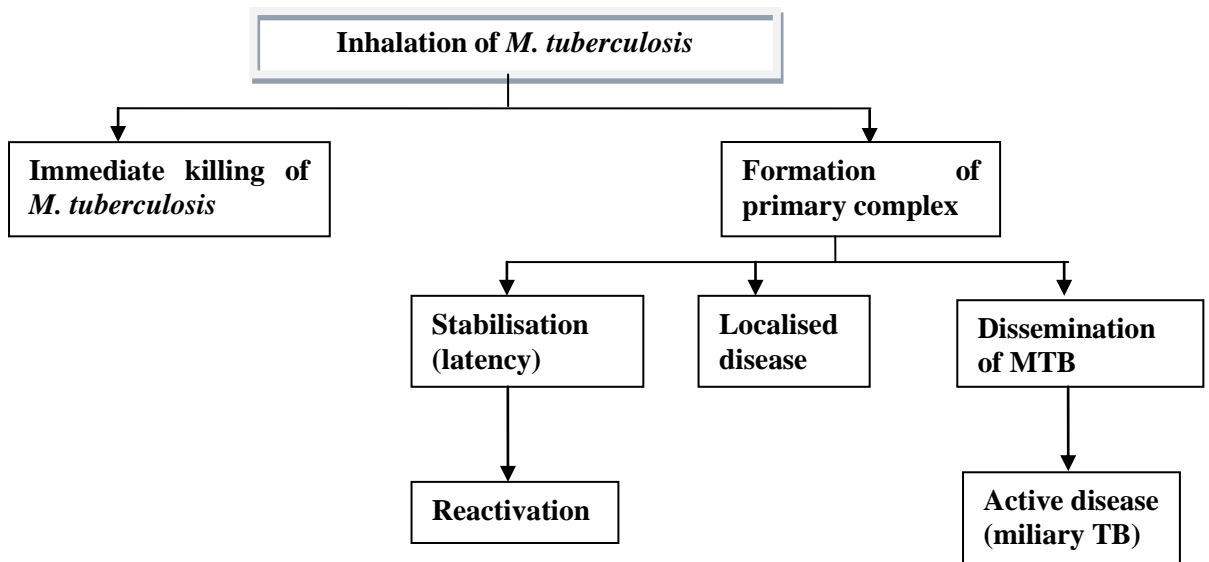 Inhalation of M. tuberculosis
Immediate killing of
M. tuberculosis
Formation of
primary complex
Stabilisation
(latency)
Localised
disease
Dissemination
of MTB
Reactivation
Active disease
(miliary TB)